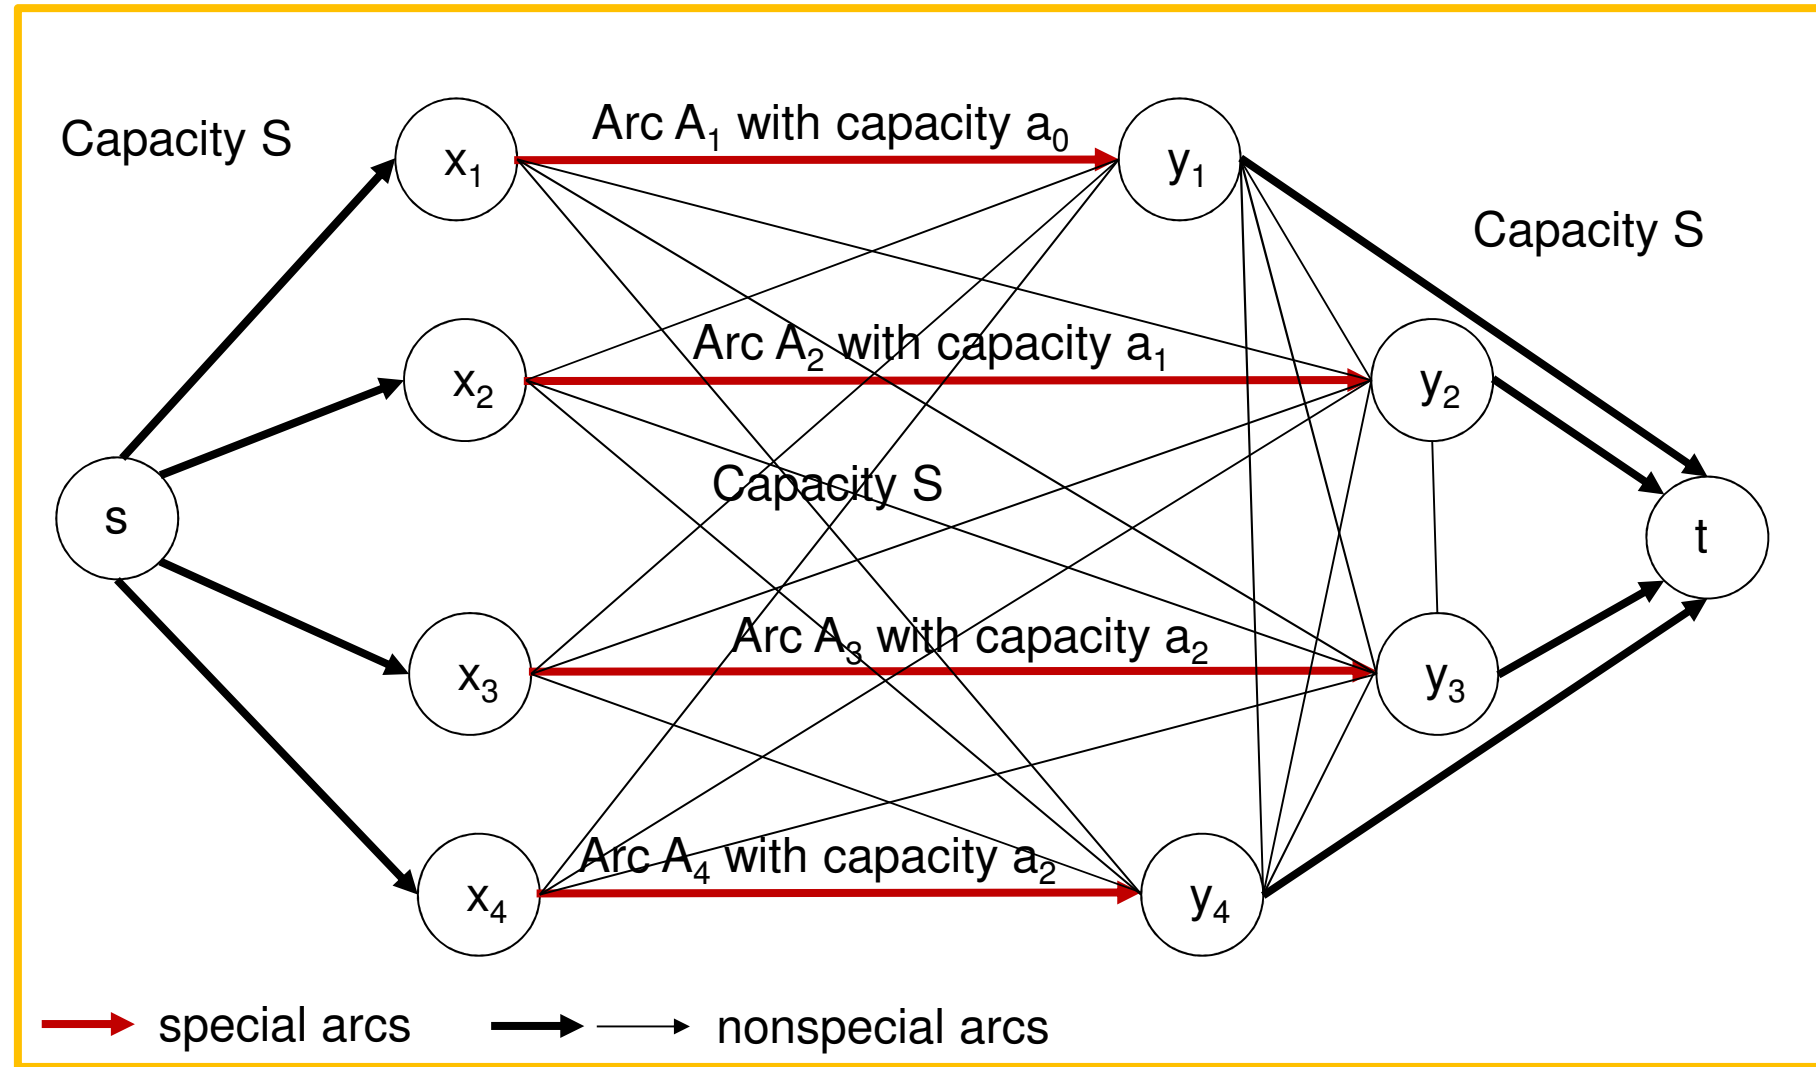 Capacity S
x₁
Arc A₁ with capacity a₀
y₁
Capacity S
x₂
Arc A₂ with capacity a₁
y₂
Capacity S
s
t
x₃
Arc A₃ with capacity a₂
y₃
x₄
Arc A₄ with capacity a₂
y₄
special arcs
nonspecial arcs